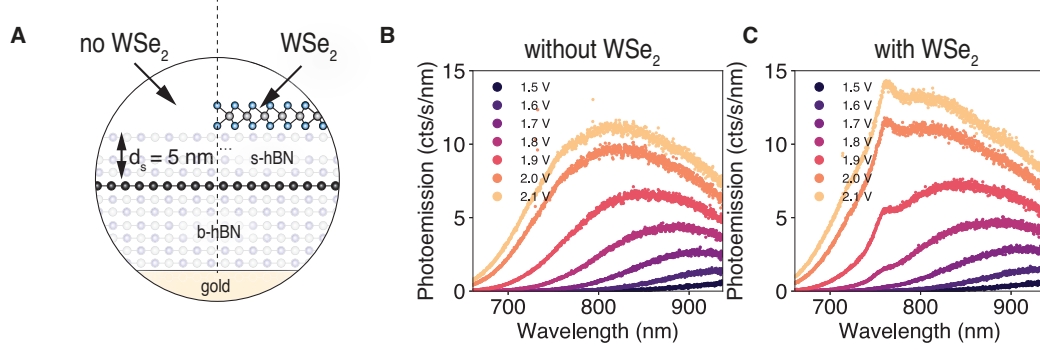 A
no WSe2
WSe2
ds = 5 nm
...
s-hBN
b-hBN
gold
B
without WSe2
Photoemission (cts/s/nm)
15
10
5
0
1.5 V
1.6 V
1.7 V
1.8 V
1.9 V
2.0 V
2.1 V
700
800
900
Wavelength (nm)
C
with WSe2
Photoemission (cts/s/nm)
15
10
5
0
1.5 V
1.6 V
1.7 V
1.8 V
1.9 V
2.0 V
2.1 V
700
800
900
Wavelength (nm)